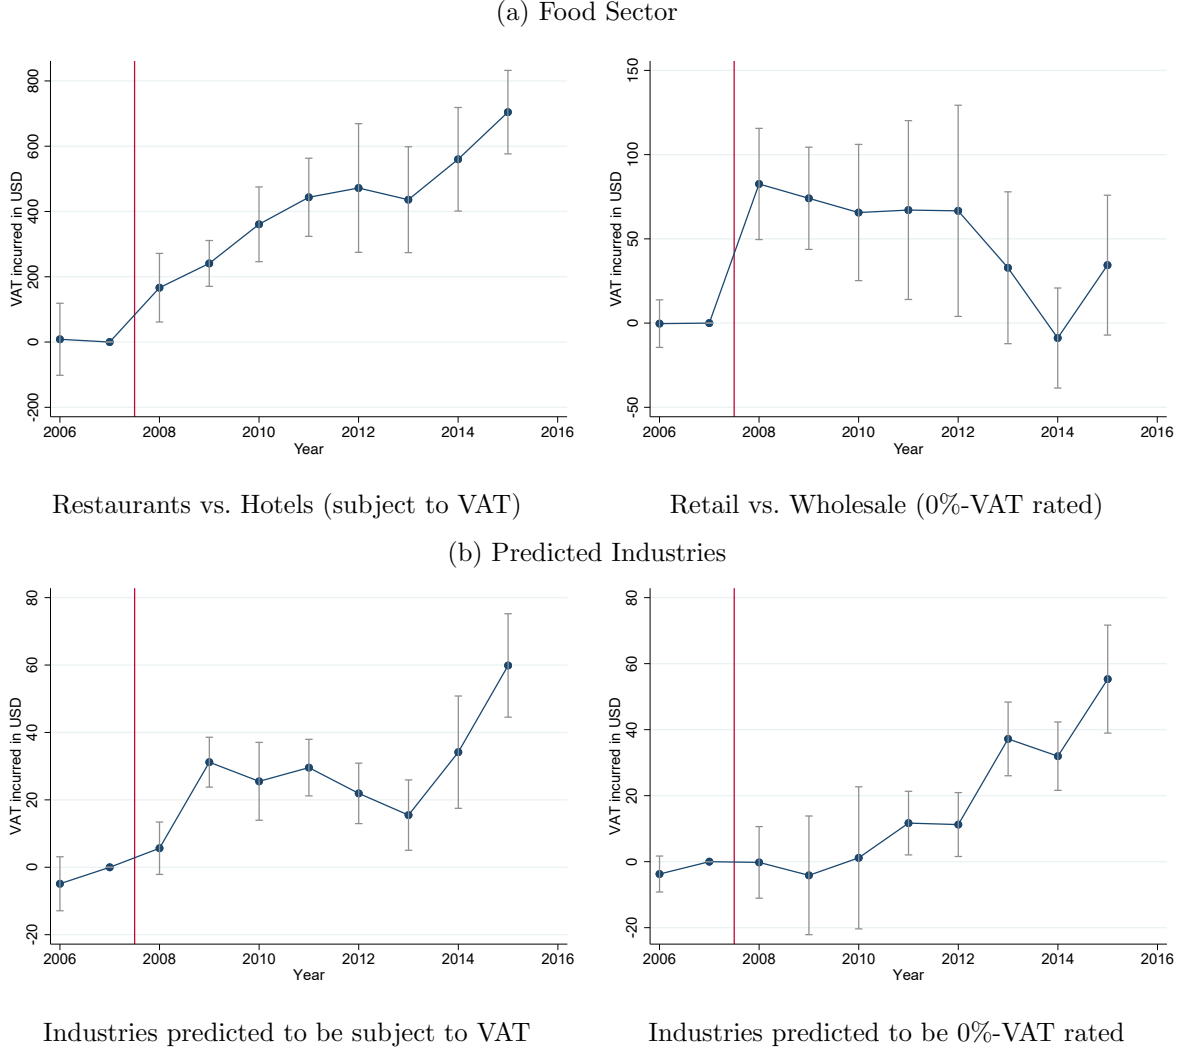 (a) Food Sector
VAT incurred in USD
800
600
400
200
0
-200
2006 2008 2010 2012 2014 2016
Year
Restaurants vs. Hotels (subject to VAT)
VAT incurred in USD
150
100
50
0
-50
2006 2008 2010 2012 2014 2016
Year
Retail vs. Wholesale (0%-VAT rated)
(b) Predicted Industries
VAT incurred in USD
80
60
40
20
0
-20
2006 2008 2010 2012 2014 2016
Year
Industries predicted to be subject to VAT
VAT incurred in USD
80
60
40
20
0
-20
2006 2008 2010 2012 2014 2016
Year
Industries predicted to be 0%-VAT rated